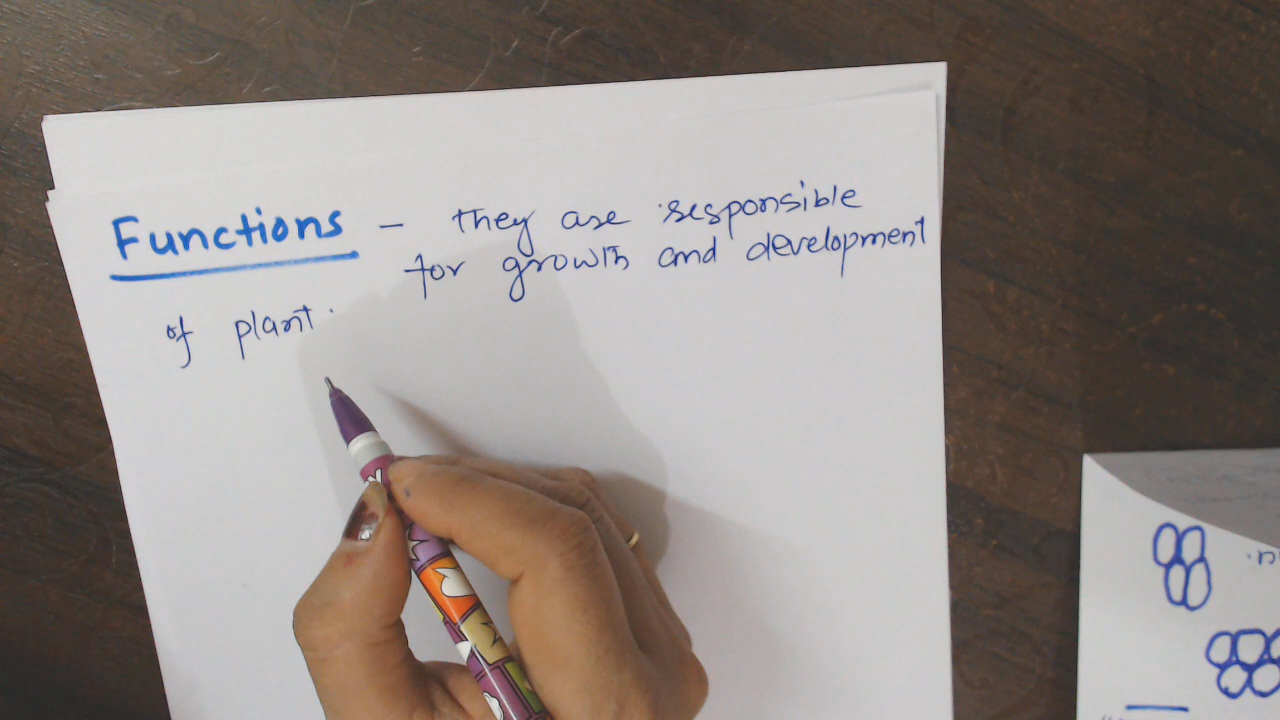 Functions - they are responsible
for growth and development
of plant.